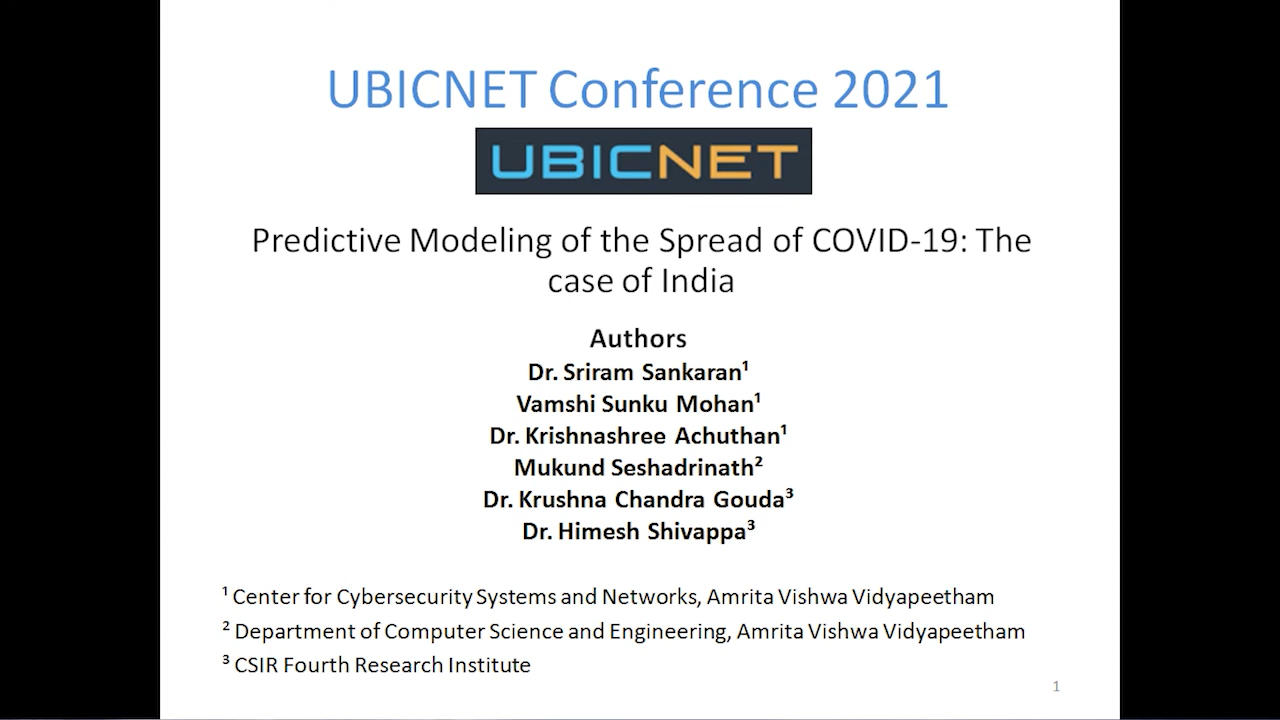 UBICNET Conference 2021
UBICNET
Predictive Modeling of the Spread of COVID-19: The
case of India
Authors
Dr. Sriram Sankaran¹
Vamshi Sunku Mohan¹
Dr. Krishnashree Achuthan¹
Mukund Seshadrinath²
Dr. Krushna Chandra Gouda³
Dr. Himesh Shivappa³
¹ Center for Cybersecurity Systems and Networks, Amrita Vishwa Vidyapeetham
² Department of Computer Science and Engineering, Amrita Vishwa Vidyapeetham
³ CSIR Fourth Research Institute
1